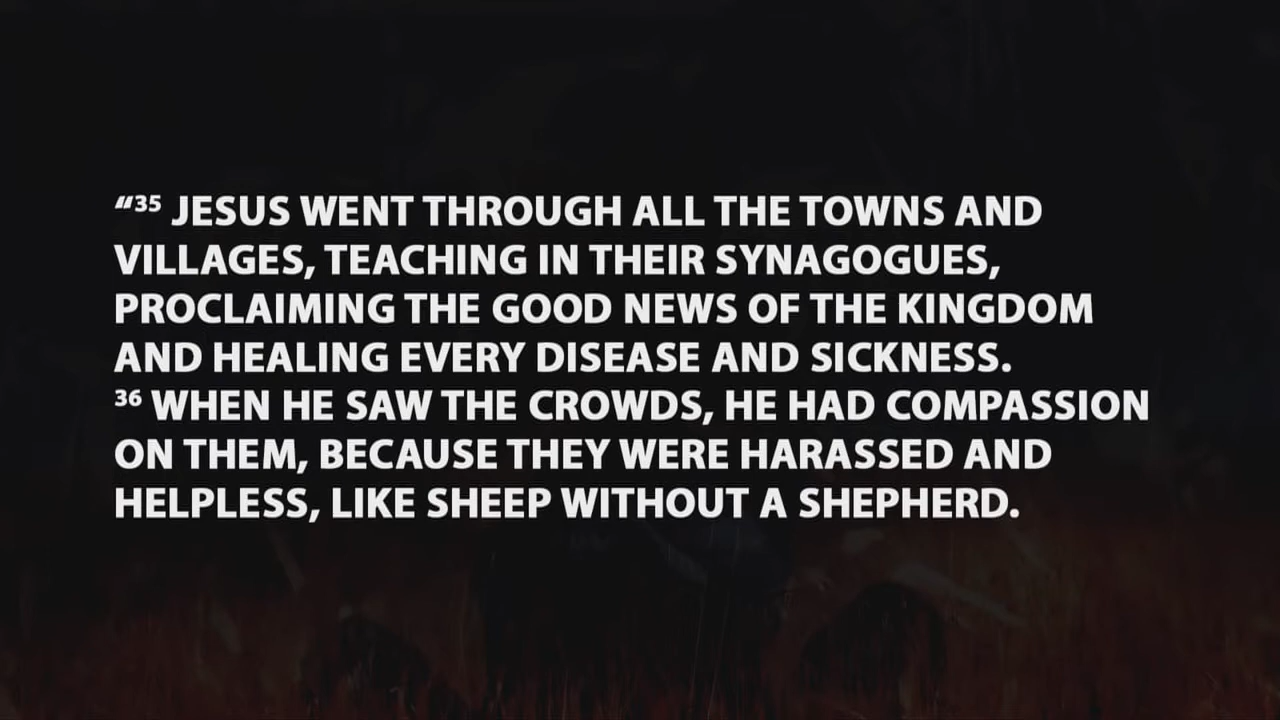 “35 JESUS WENT THROUGH ALL THE TOWNS AND
VILLAGES, TEACHING IN THEIR SYNAGOGUES,
PROCLAIMING THE GOOD NEWS OF THE KINGDOM
AND HEALING EVERY DISEASE AND SICKNESS.
36 WHEN HE SAW THE CROWDS, HE HAD COMPASSION
ON THEM, BECAUSE THEY WERE HARASSED AND
HELPLESS, LIKE SHEEP WITHOUT A SHEPHERD.